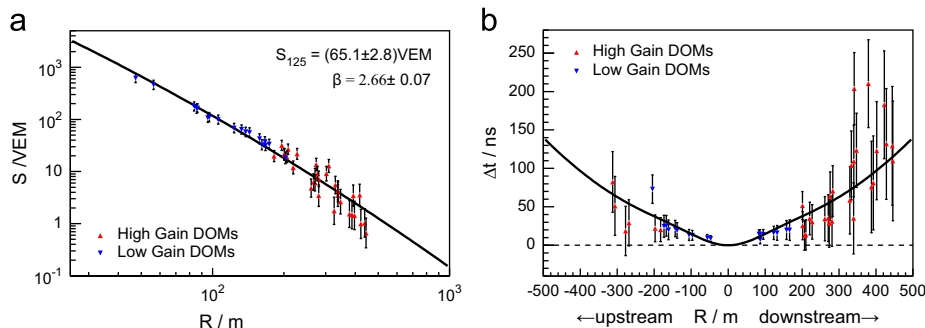 a
S /VEM
10³
10²
10
1
10⁻¹
S₁₂₅ = (65.1±2.8)VEM
β = 2.66± 0.07
High Gain DOMs
Low Gain DOMs
10²
10³
R / m
b
Δt / ns
250
200
150
100
50
0
High Gain DOMs
Low Gain DOMs
-500 -400 -300 -200 -100 0 100 200 300 400 500
←upstream R / m downstream→